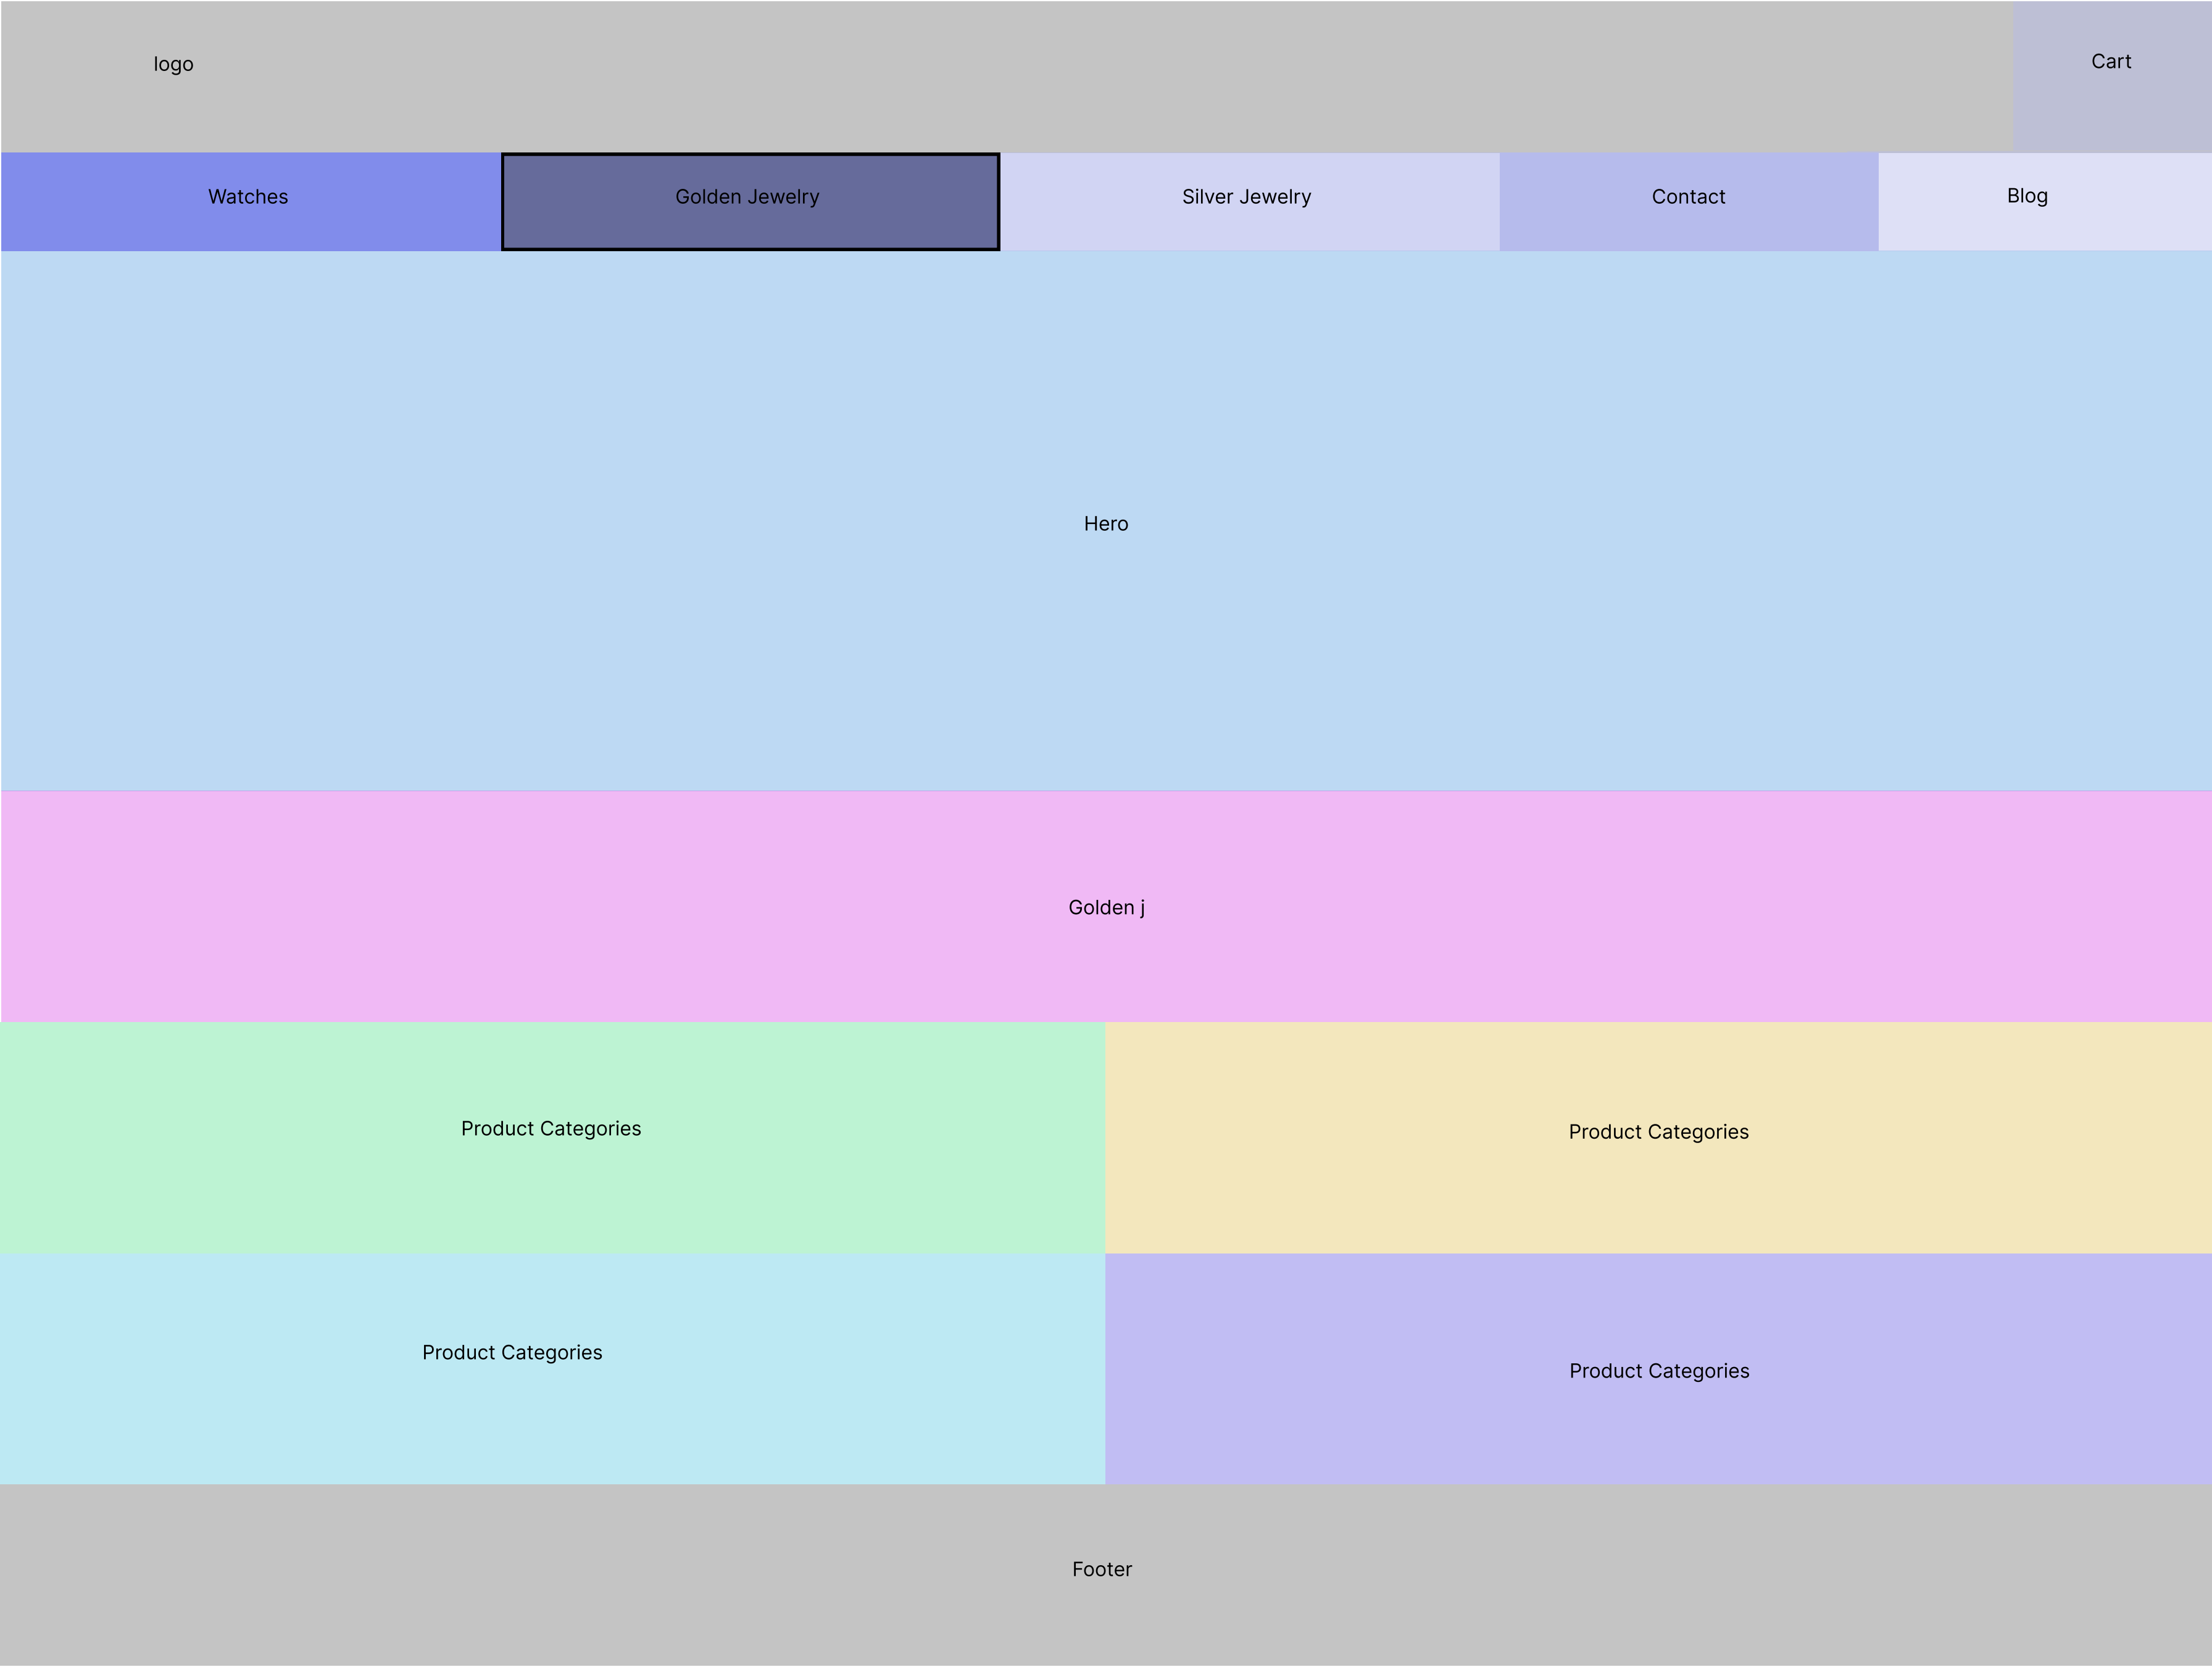 logo
Cart
Watches
Golden Jewelry
Silver Jewelry
Contact
Blog
Hero
Golden j
Product Categories
Product Categories
Product Categories
Product Categories
Footer